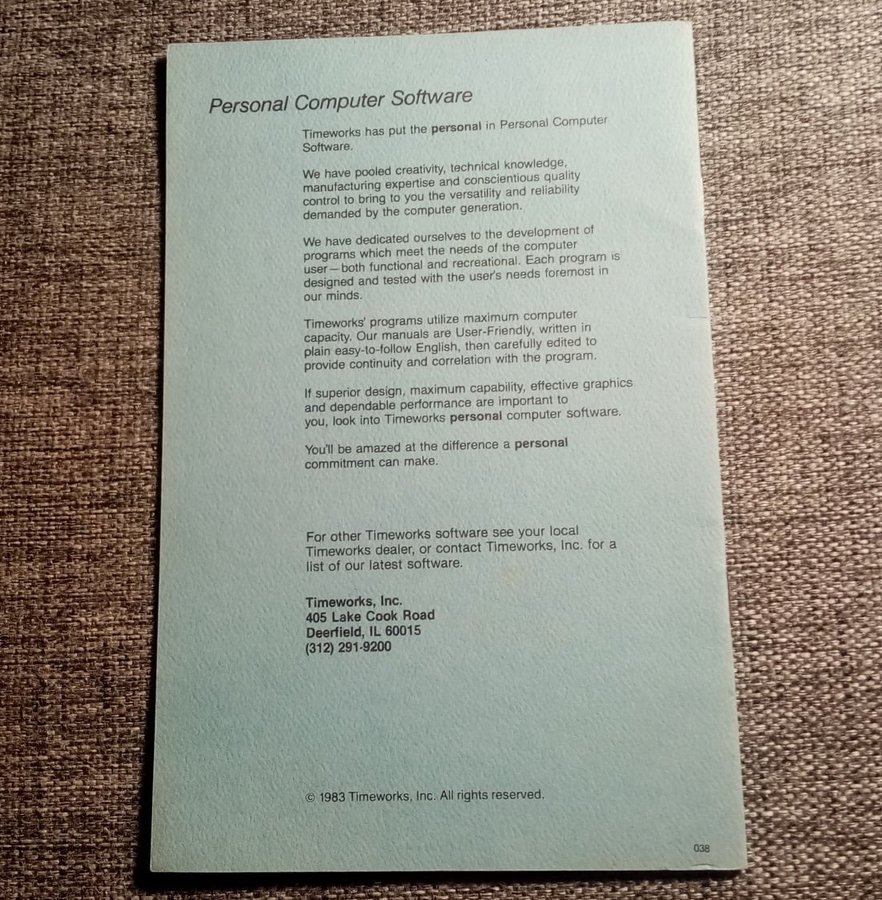 Personal Computer Software
Timeworks has put the personal in Personal Computer
Software.
We have pooled creativity, technical knowledge,
manufacturing expertise and conscientious quality
control to bring to you the versatility and reliability
demanded by the computer generation.
We have dedicated ourselves to the development of
programs which meet the needs of the computer
user — both functional and recreational. Each program is
designed and tested with the user's needs foremost in
our minds.
Timeworks' programs utilize maximum computer
capacity. Our manuals are User-Friendly, written in
plain easy-to-follow English, then carefully edited to
provide continuity and correlation with the program.
If superior design, maximum capability, effective graphics
and dependable performance are important to
you, look into Timeworks personal computer software.
You'll be amazed at the difference a personal
commitment can make.
For other Timeworks software see your local
Timeworks dealer, or contact Timeworks, Inc. for a
list of our latest software.
Timeworks, Inc.
405 Lake Cook Road
Deerfield, IL 60015
(312) 291-9200
© 1983 Timeworks, Inc. All rights reserved.
038